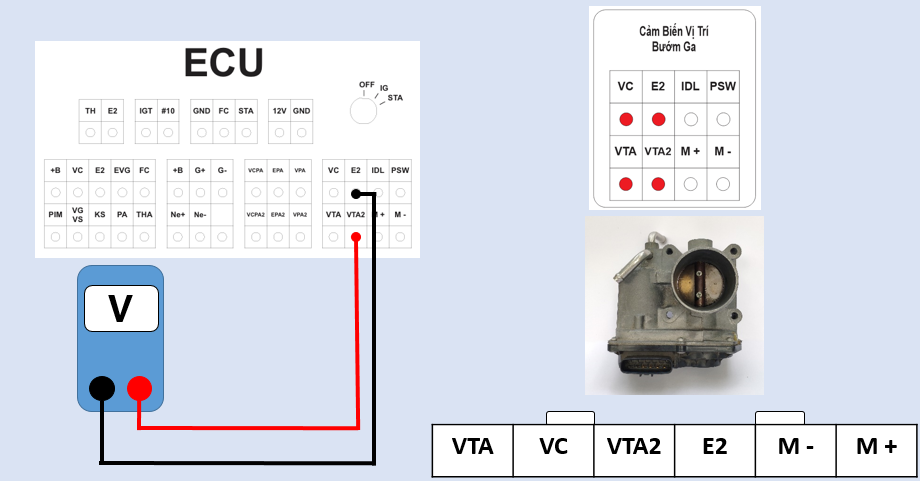 ECU
OFF
IG
STA
TH E2 IGT #10 GND FC STA 12V GND
+B VC E2 EVG FC +B G+ G- VCPA EPA VPA VC E2 IDL PSW
PIM VG VS KS PA THA Ne+ Ne- VCPA2 EPA2 VPA2 VTA VTA2 M + M -
V
Cảm Biến Vị Trí
Bướm Ga
VC E2 IDL PSW
VTA VTA2 M + M -
VTA VC VTA2 E2 M - M +